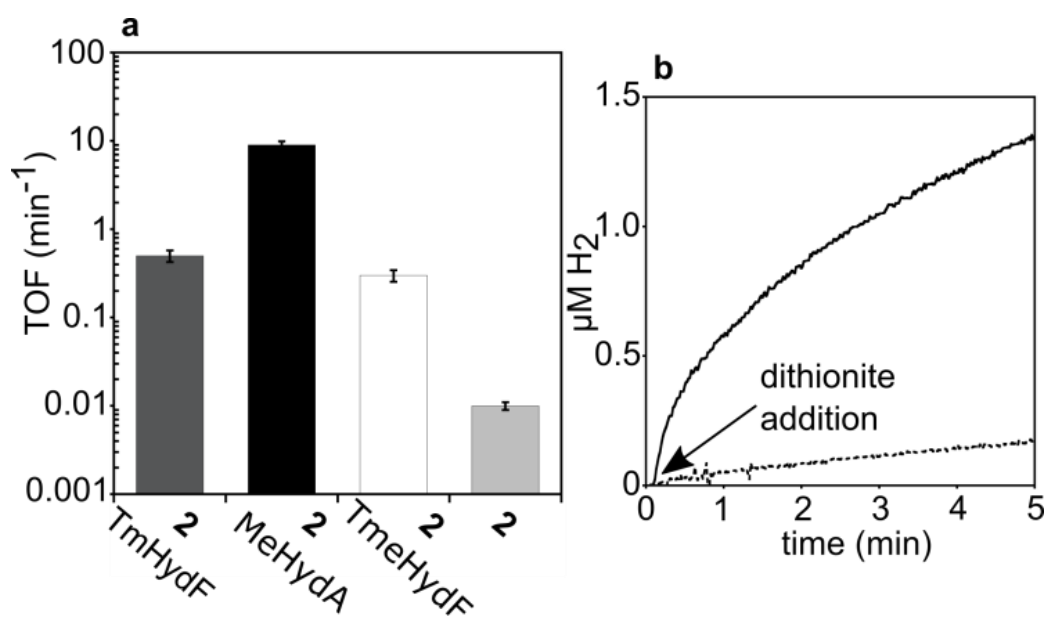 a
100
10
1
0.1
0.01
0.001
TOF (min⁻¹)
TmHydF 2
MeHydA 2
TmeHydF 2
2
b
1.5
1.0
0.5
0
µM H2
dithionite
addition
0 1 2 3 4 5
time (min)